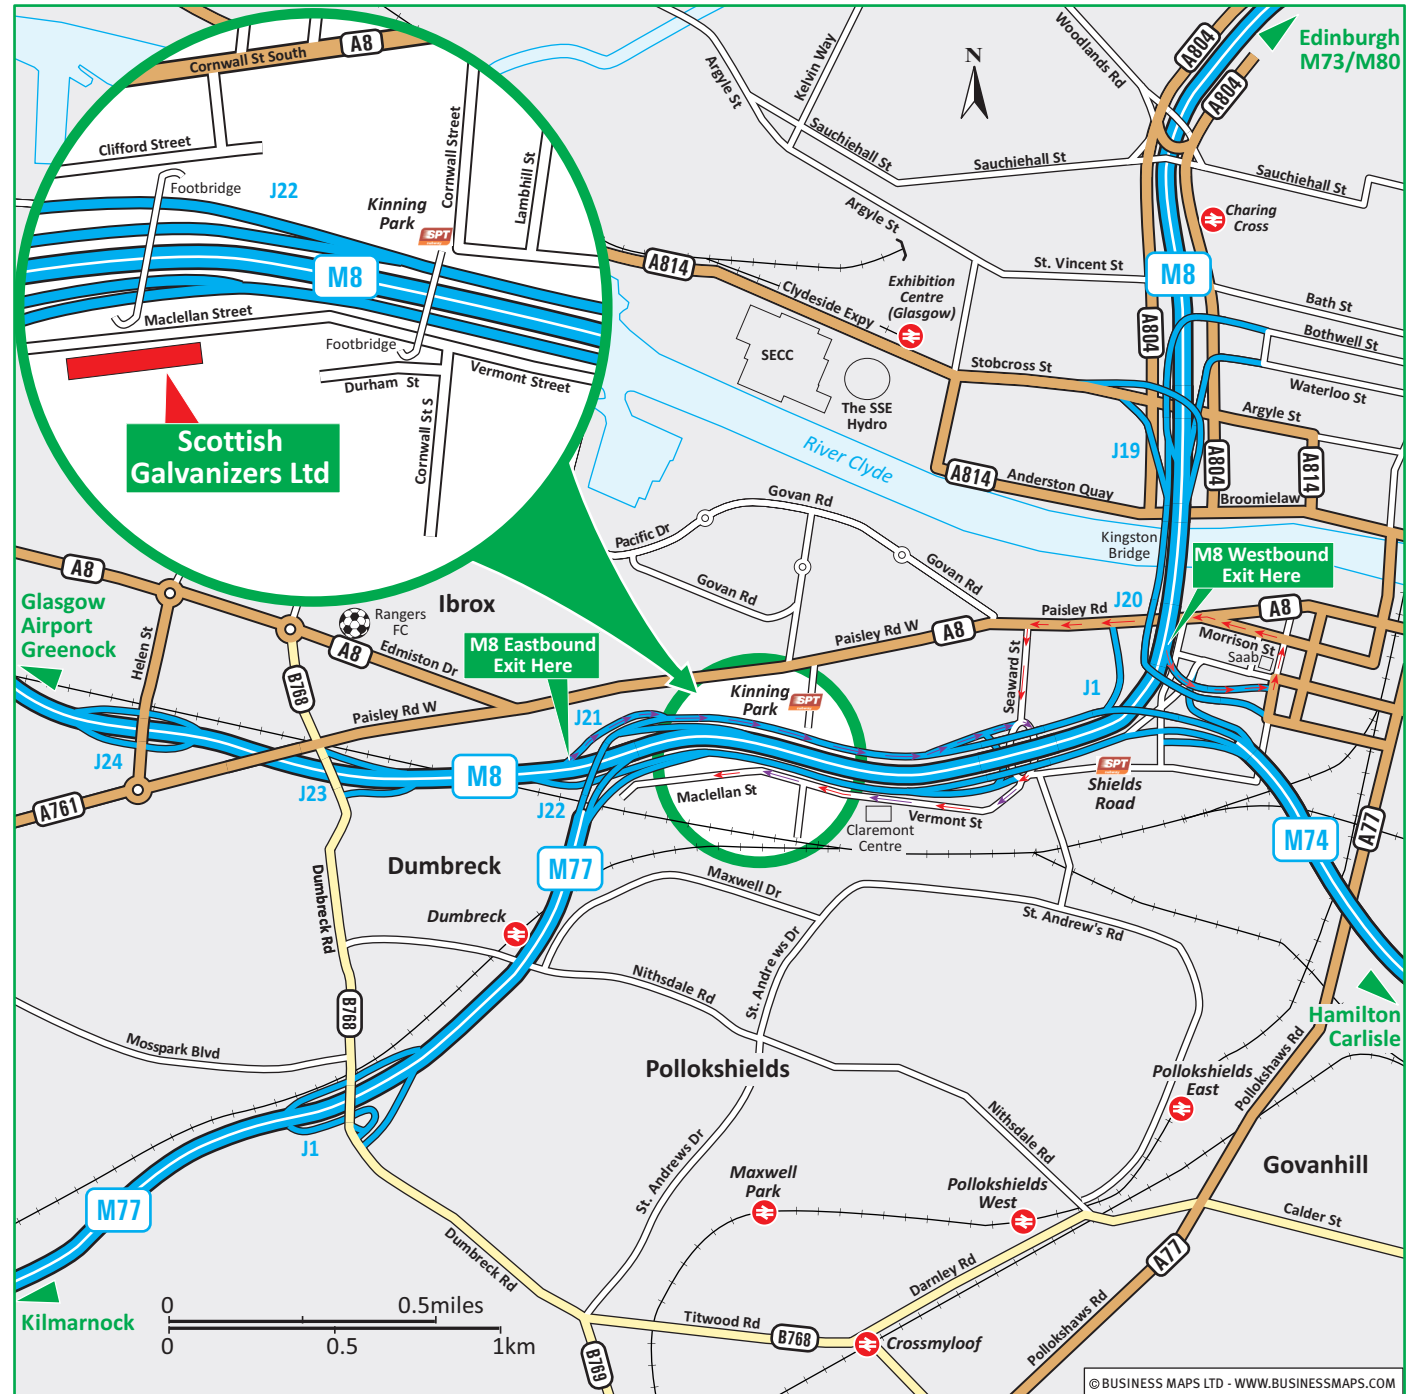 Cornwall St South
A8
Clifford Street
Footbridge
J22
Kinning
Park
SPT
Cornwall Street
Lambhill St
M8
Maclellan Street
Footbridge
Durham St
Vermont Street
Cornwall St S
Scottish
Galvanizers Ltd
Argyle St
Kelvin Way
N
Woodlands Rd
A804
A804
Edinburgh
M73/M80
Sauchiehall St
Sauchiehall St
Sauchiehall St
Charing
Cross
Argyle St
A814
St. Vincent St
M8
Bath St
Clydeside Expy
Exhibition
Centre
(Glasgow)
A804
Bothwell St
SECC
Stobcross St
Waterloo St
The SSE
Hydro
Argyle St
River Clyde
J19
A814
Anderston Quay
A804
A814
Broomielaw
Govan Rd
Pacific Dr
Govan Rd
Govan Rd
Kingston
Bridge
M8 Westbound
Exit Here
A8
Glasgow
Airport
Greenock
Helen St
Ibrox
Rangers
FC
A8
Edmiston Dr
B768
M8 Eastbound
Exit Here
Paisley Rd W
A8
Paisley Rd
J20
A8
Morrison St
Saab
Seaward St
J1
Kinning
Park
SPT
Paisley Rd W
J21
J24
A761
J23
M8
J22
Maclellan St
Vermont St
Claremont
Centre
SPT
Shields
Road
M74
A77
Dumbreck
M77
Maxwell Dr
Dumbreck
Dumbreck Rd
St. Andrews Dr
St. Andrew's Rd
Nithsdale Rd
B768
Mosspark Blvd
Hamilton
Carlisle
Pollokshields
Pollokshields
East
Pollokshaws Rd
J1
Nithsdale Rd
Govanhill
St. Andrews Dr
Maxwell
Park
Pollokshields
West
M77
Calder St
Dumbreck Rd
Darnley Rd
A77
Kilmarnock
0 0.5miles
0 0.5 1km
Titwood Rd
B768
Crossmyloof
B769
Pollokshaws Rd
© BUSINESS MAPS LTD - WWW.BUSINESSMAPS.COM